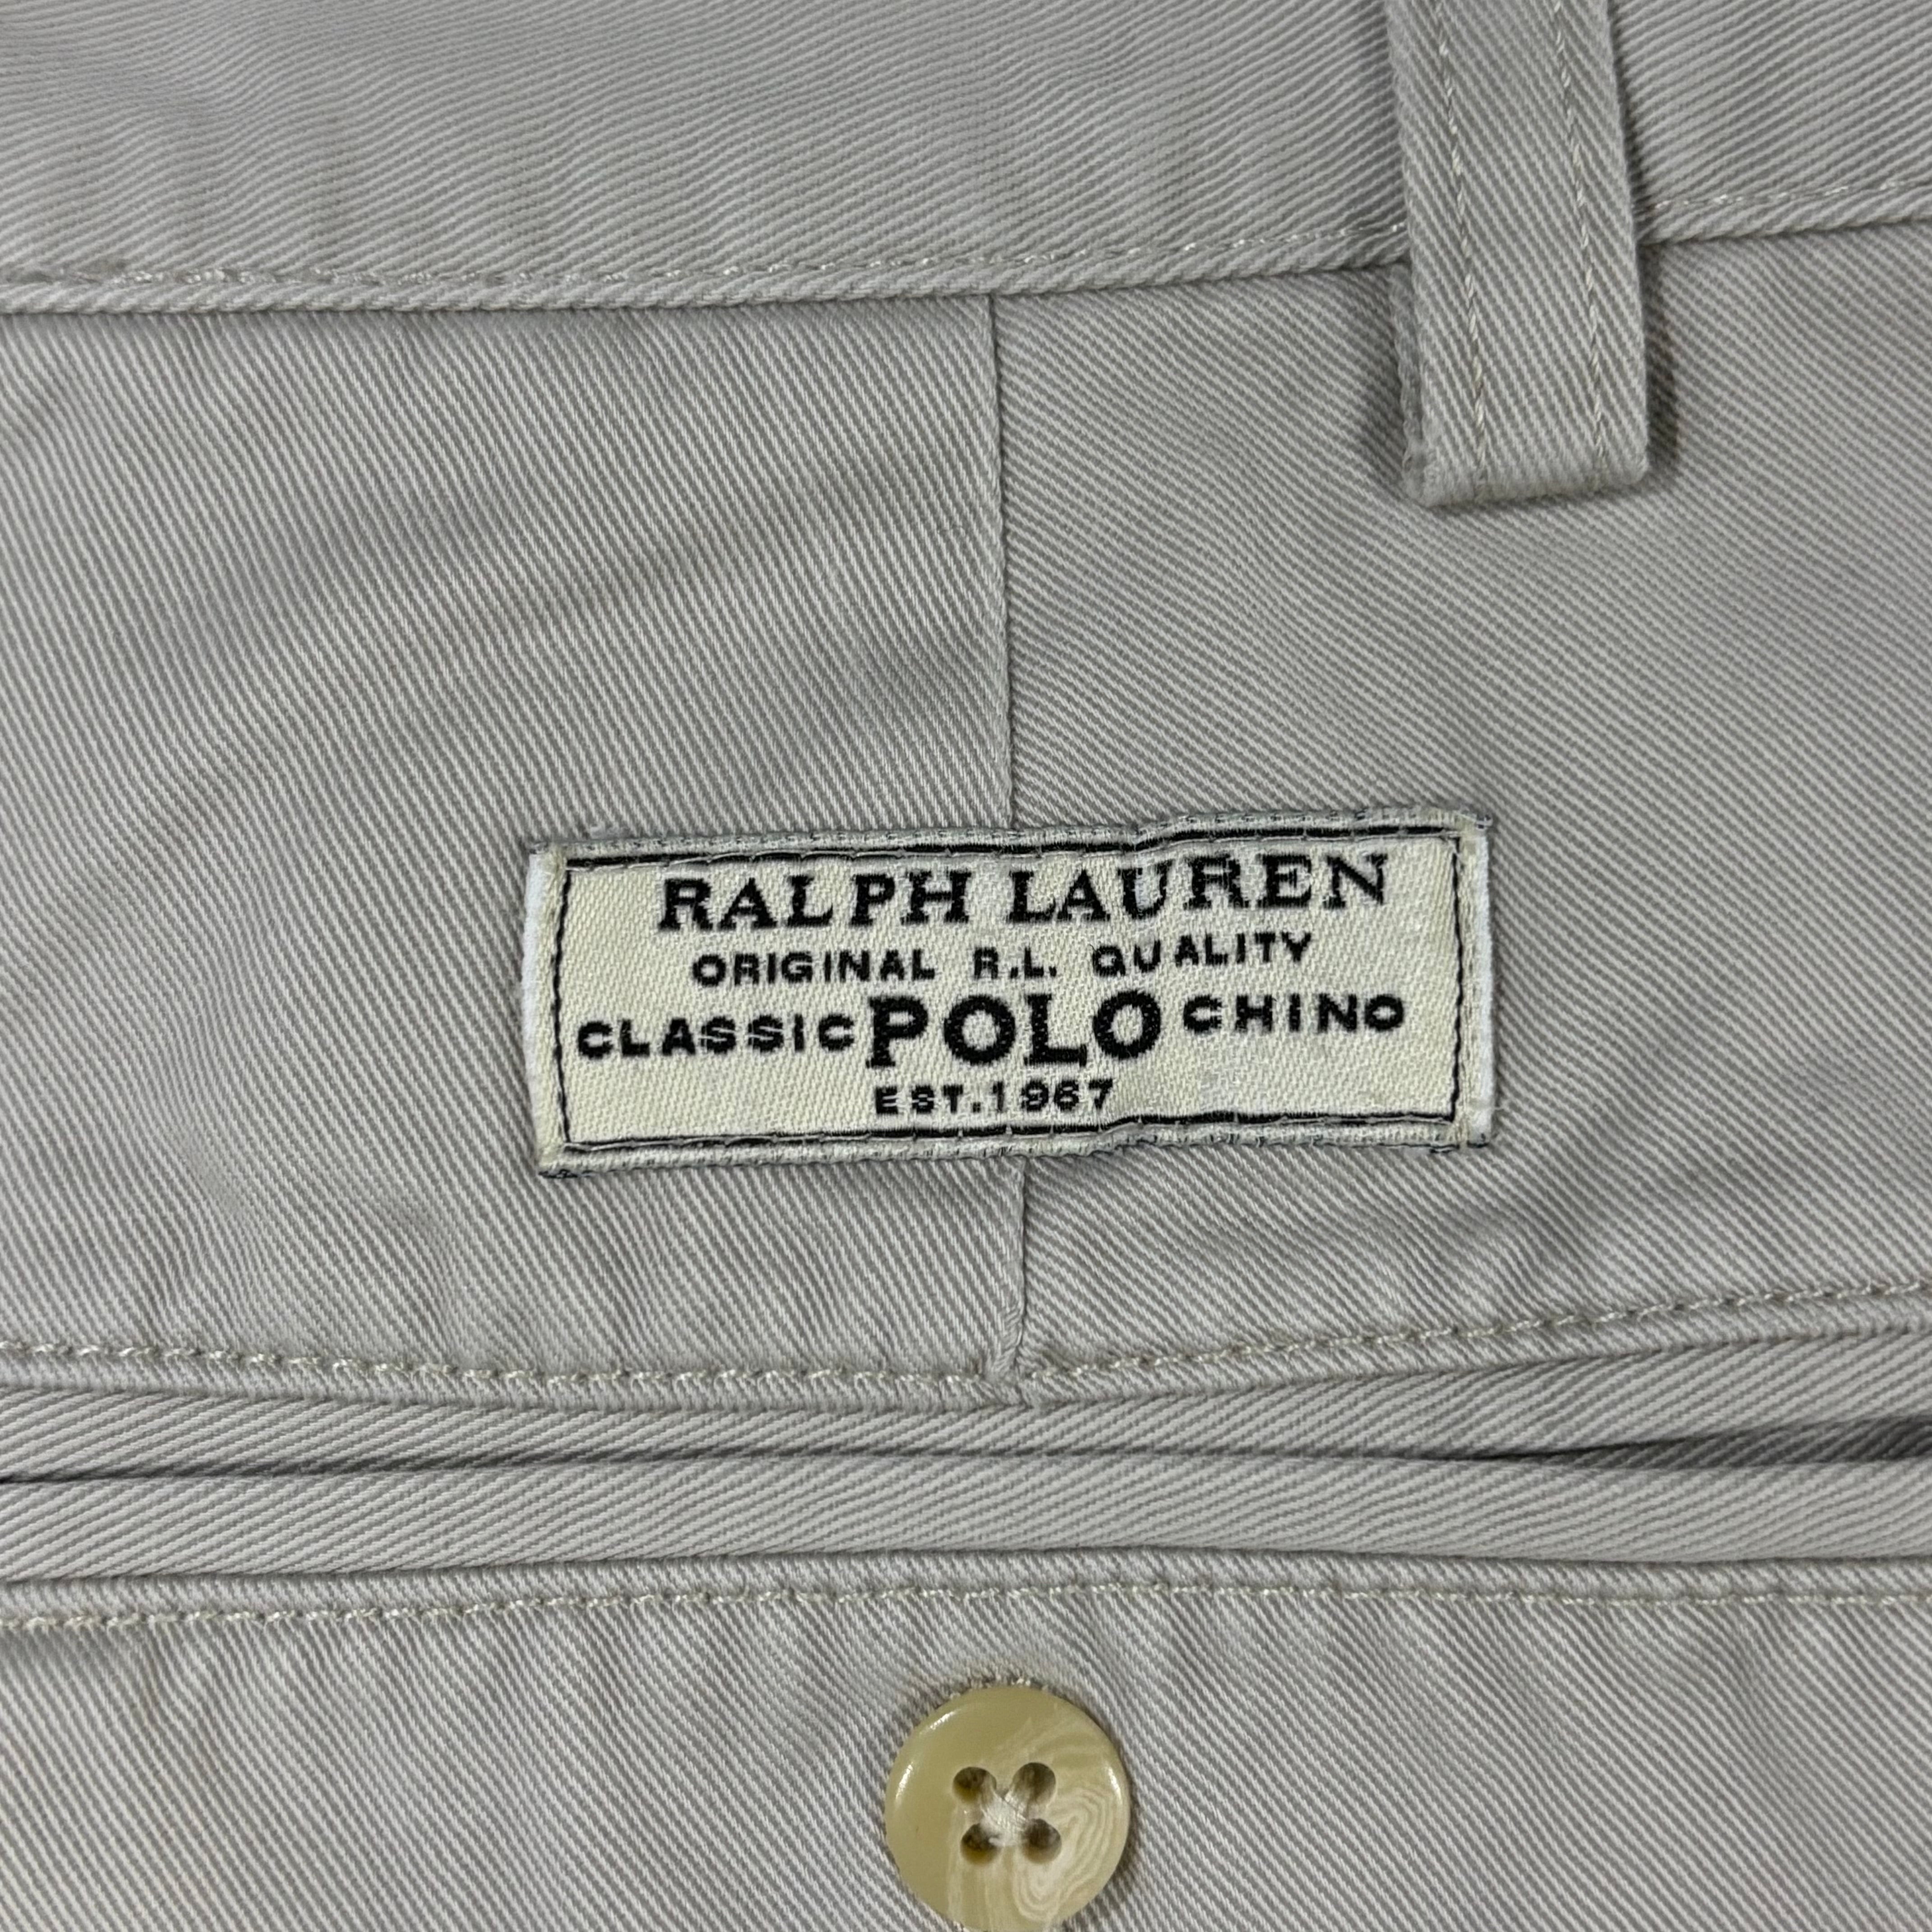 RALPH LAUREN
ORIGINAL R.L. QUALITY
CLASSIC POLO CHINO
EST.1967